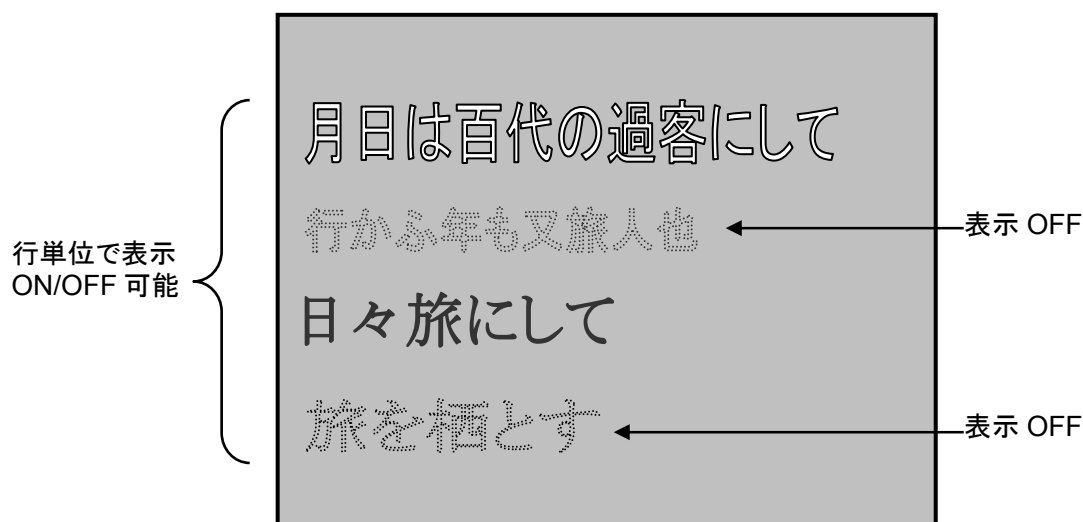 月日は百代の過客にして
行かふ年も又旅人也
表示 OFF
行単位で表示
ON/OFF 可能
日々旅にして
旅を栖とす
表示 OFF